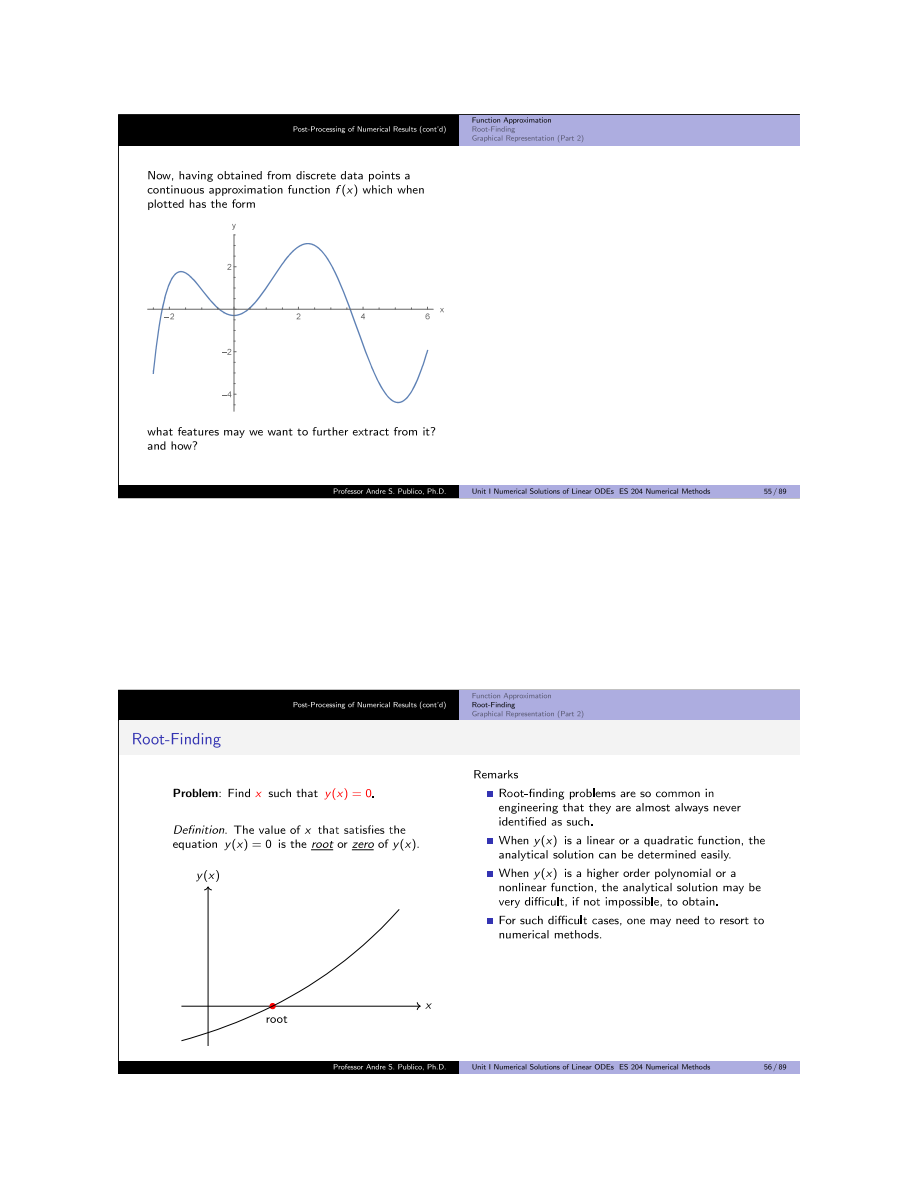 Post-Processing of Numerical Results (cont'd)
Function Approximation
Root-Finding
Graphical Representation (Part 2)
Now, having obtained from discrete data points a
continuous approximation function f(x) which when
plotted has the form
y
2
-2
2
4
6
x
-2
-4
what features may we want to further extract from it?
and how?
Professor Andre S. Publico, Ph.D.
Unit I Numerical Solutions of Linear ODEs ES 204 Numerical Methods
55 / 89
Post-Processing of Numerical Results (cont'd)
Function Approximation
Root-Finding
Graphical Representation (Part 2)
Root-Finding
Problem: Find x such that y(x) = 0.
Definition. The value of x that satisfies the
equation y(x) = 0 is the root or zero of y(x).
y(x)
x
root
Remarks
Root-finding problems are so common in
engineering that they are almost always never
identified as such.
When y(x) is a linear or a quadratic function, the
analytical solution can be determined easily.
When y(x) is a higher order polynomial or a
nonlinear function, the analytical solution may be
very difficult, if not impossible, to obtain.
For such difficult cases, one may need to resort to
numerical methods.
Professor Andre S. Publico, Ph.D.
Unit I Numerical Solutions of Linear ODEs ES 204 Numerical Methods
56 / 89